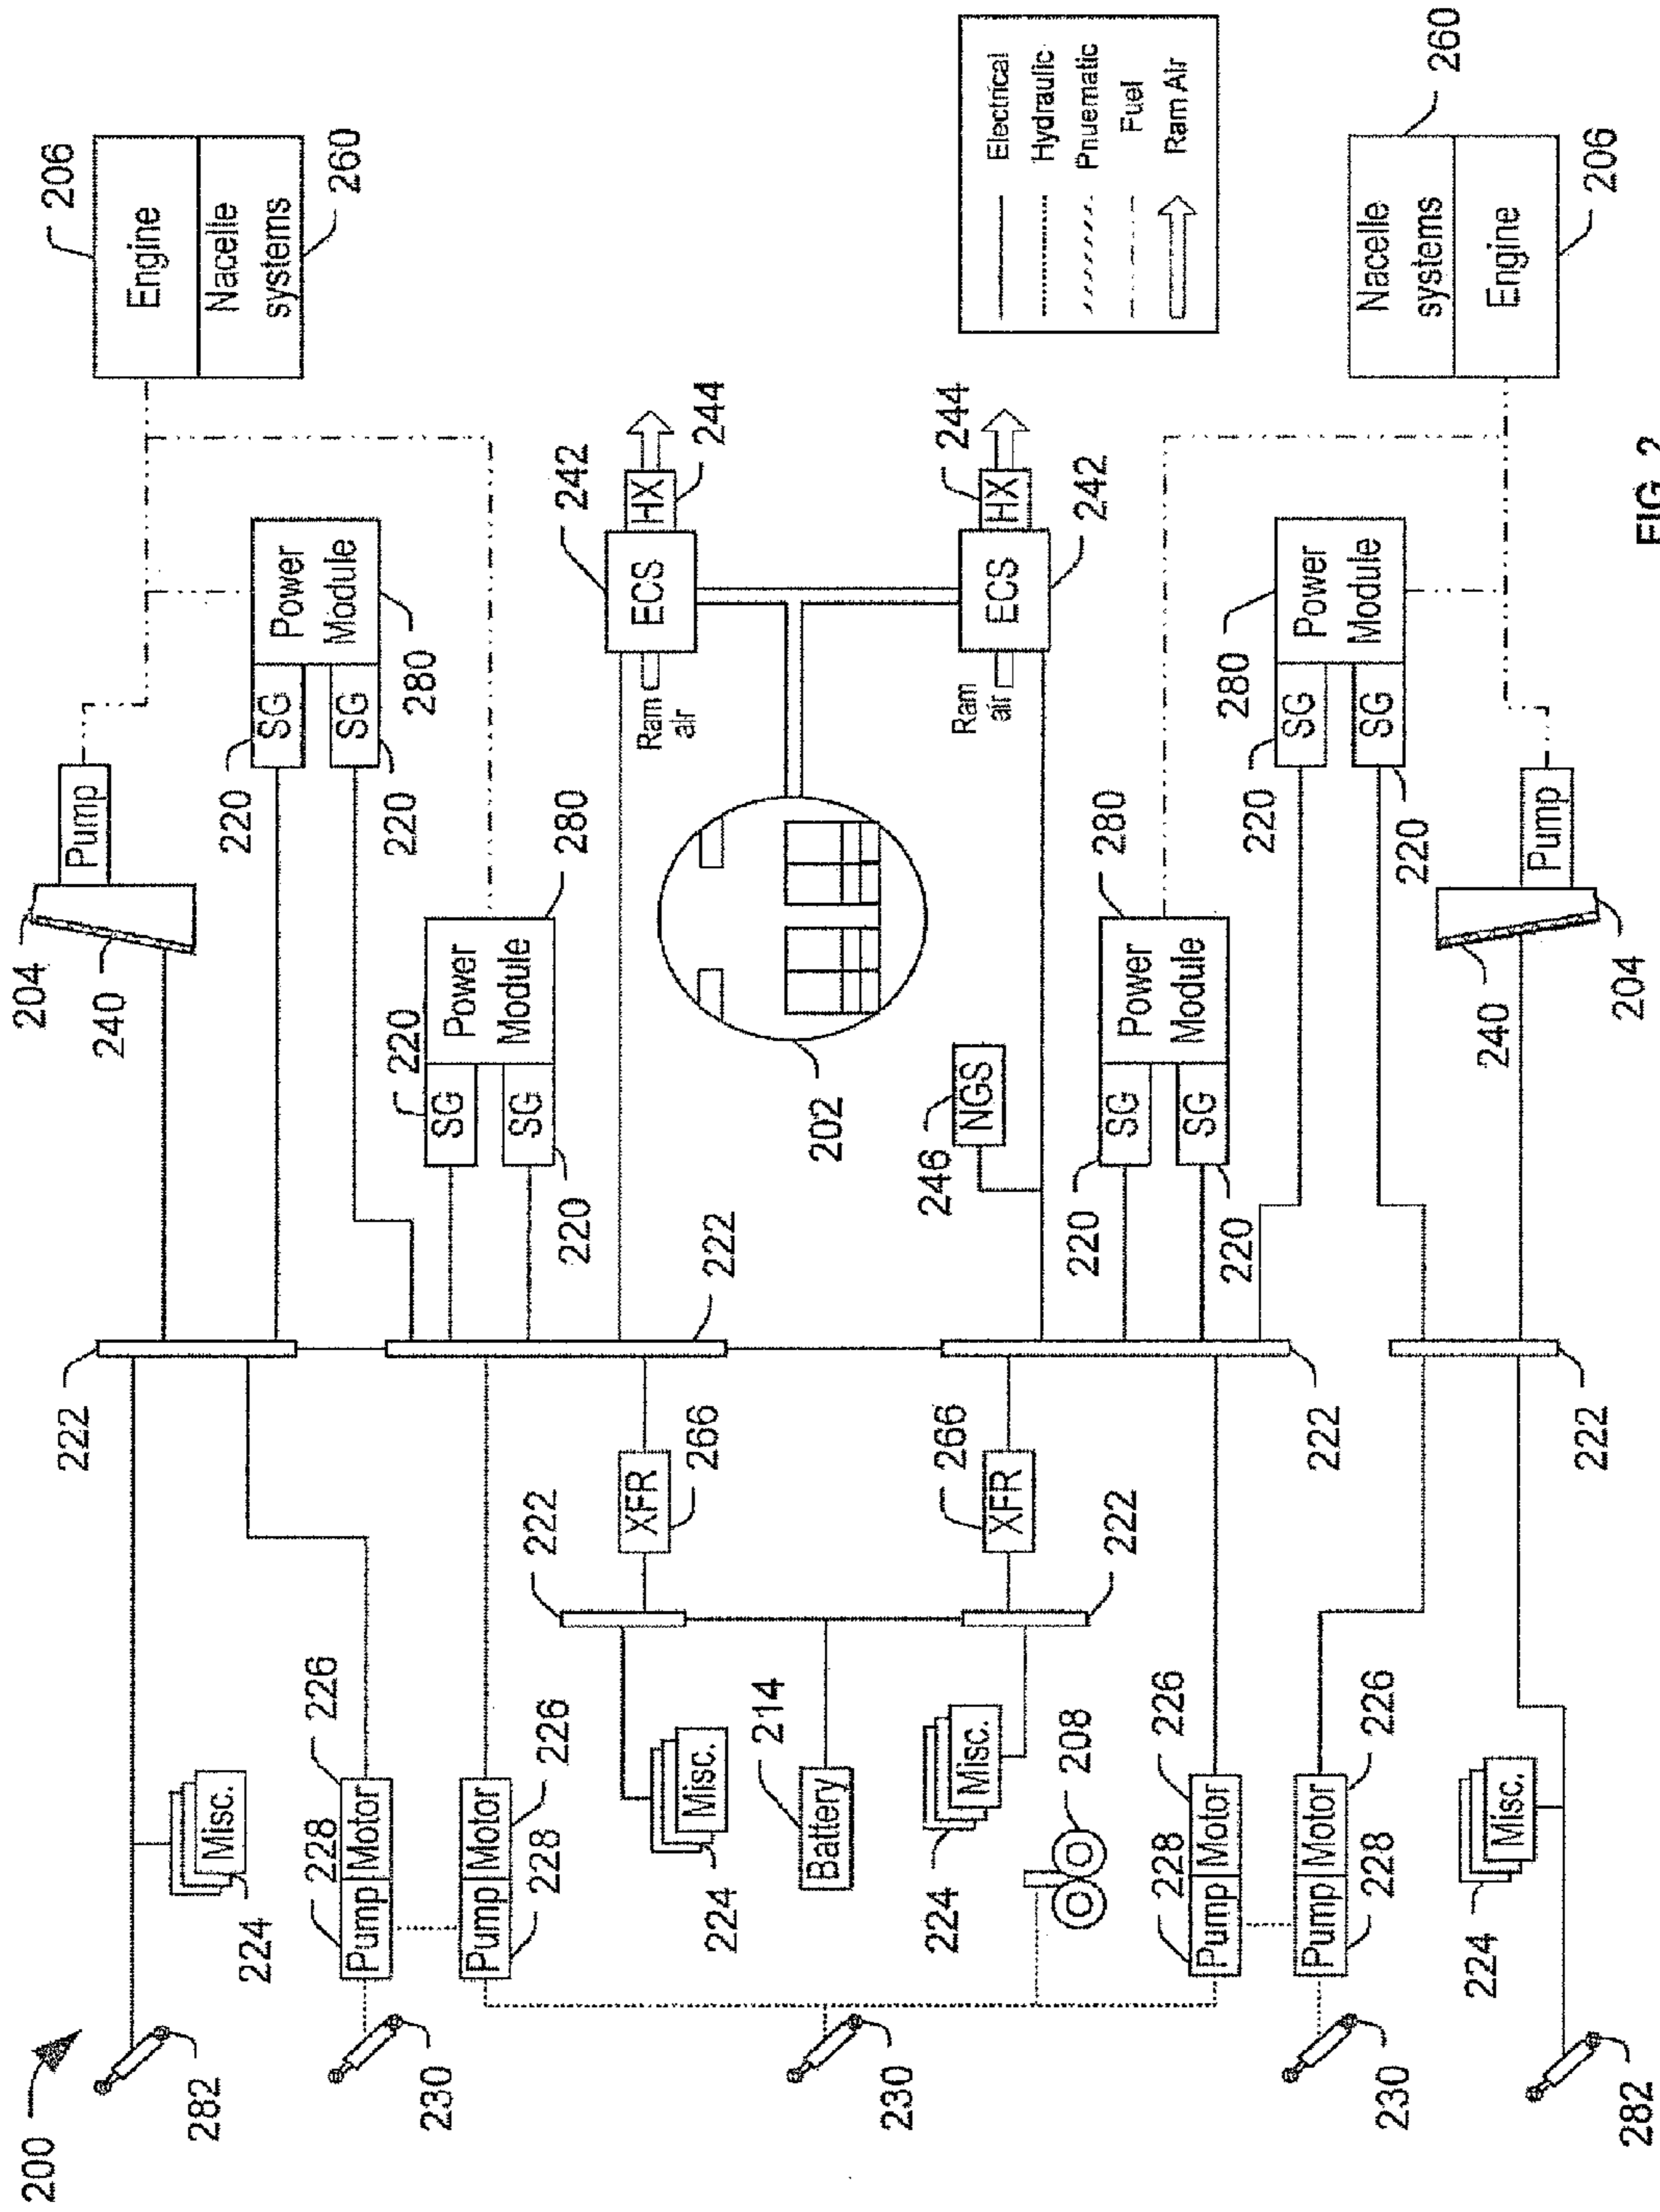 200
204
206
282
222
240
Pump
Engine
Misc.
Nacelle
systems
224
220
SG
Power
Module
260
228
226
Pump
Motor
SG
220
280
230
220
SG
Power
Module
Pump
Motor
228
226
SG
220
280
222
XFR
222
Ram
air
ECS
HX
242
244
Misc.
224
266
214
Battery
202
230
224
Misc.
246
NGS
Ram
air
ECS
HX
244
242
XFR
266
222
208
Electrical
Hydraulic
Pnuematic
Fuel
Ram Air
220
SG
Power
Module
280
228
226
Pump
Motor
SG
220
222
220
SG
Power
Module
280
Pump
Motor
228
226
SG
220
230
Nacelle
systems
260
224
Misc.
240
Pump
Engine
206
282
222
204
FIG. 2